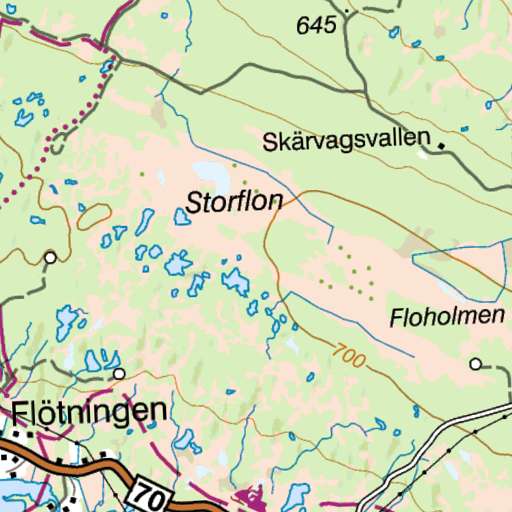 645
Skärvagsvallen
Storflon
Floholmen
700
Flötningen
70